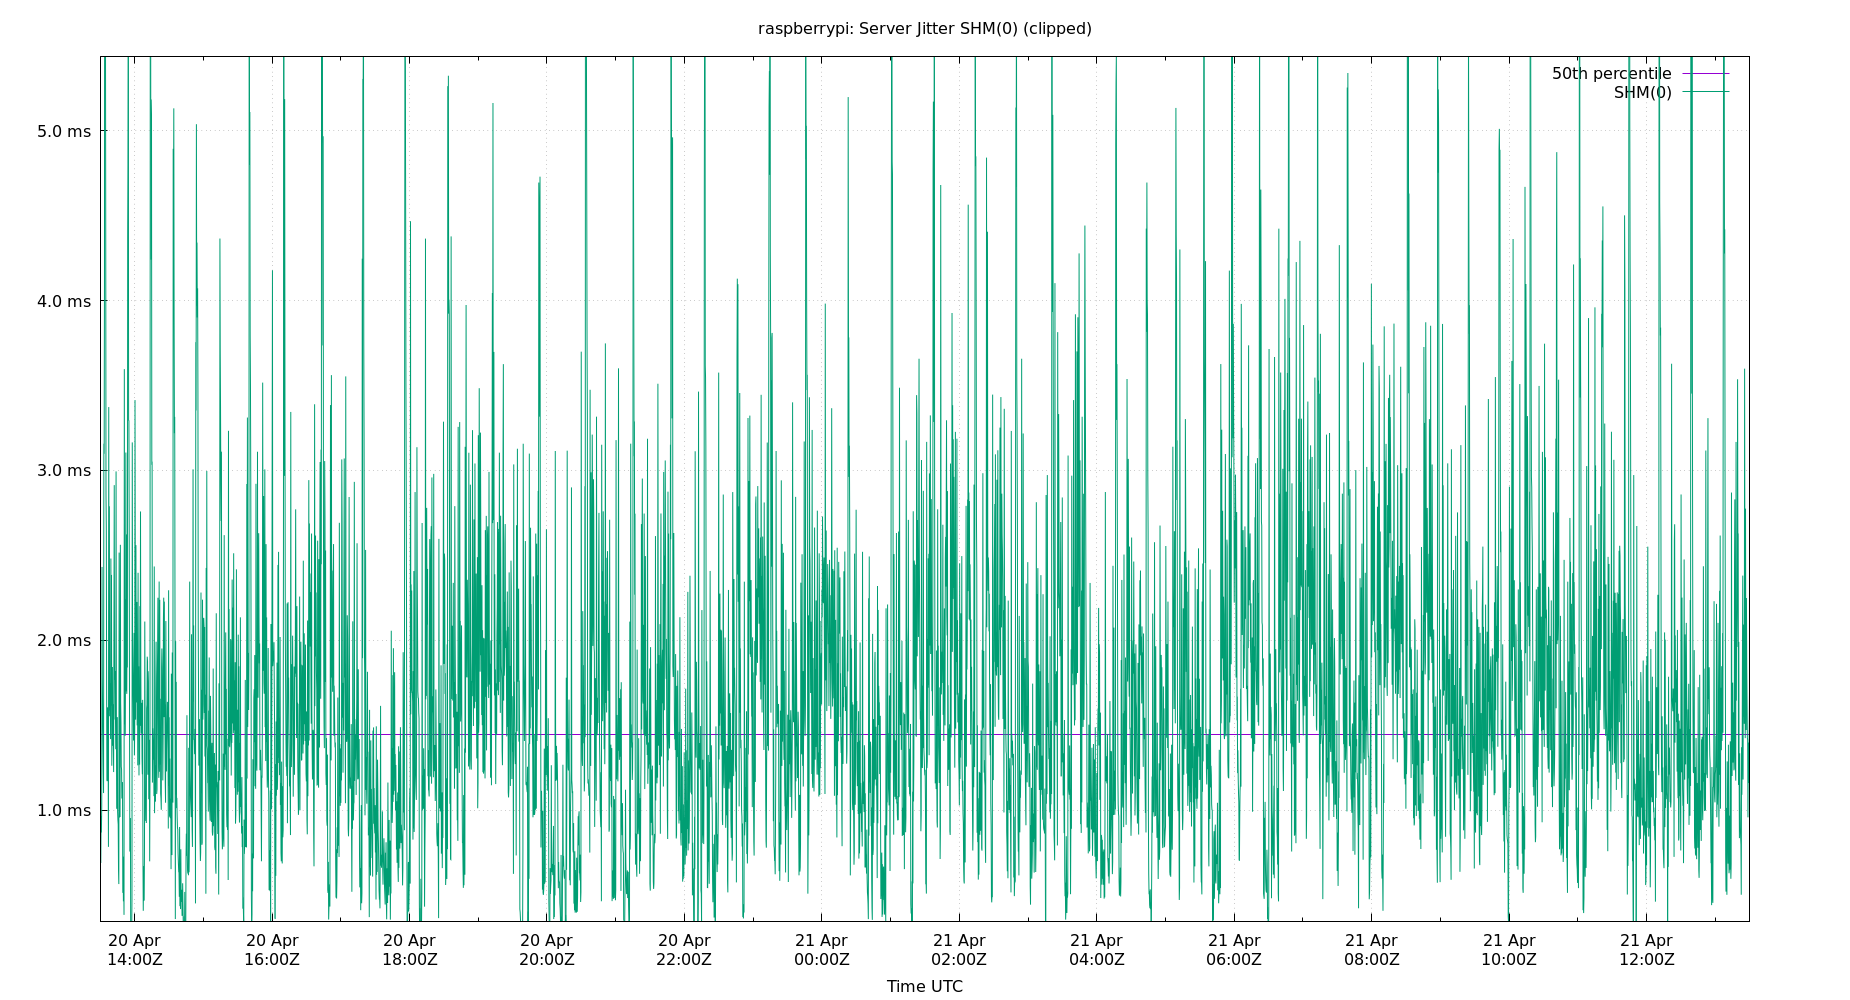 raspberrypi: Server Jitter SHM(0) (clipped)
50th percentile
SHM(0)
5.0 ms
4.0 ms
3.0 ms
2.0 ms
1.0 ms
20 Apr 20 Apr 20 Apr 20 Apr 20 Apr 21 Apr 21 Apr 21 Apr 21 Apr 21 Apr 21 Apr 21 Apr
14:00Z 16:00Z 18:00Z 20:00Z 22:00Z 00:00Z 02:00Z 04:00Z 06:00Z 08:00Z 10:00Z 12:00Z
Time UTC